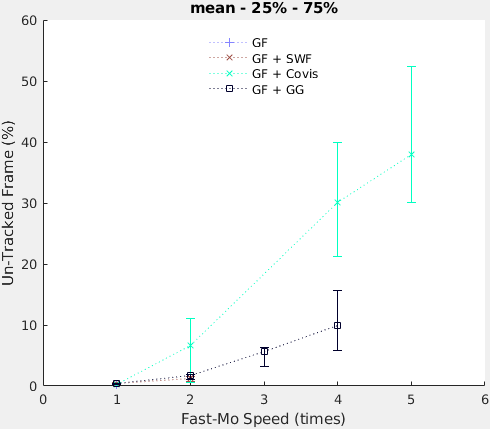 mean - 25% - 75%
60
50
40
30
20
10
0
Un-Tracked Frame (%)
GF
GF + SWF
GF + Covis
GF + GG
0 1 2 3 4 5 6
Fast-Mo Speed (times)